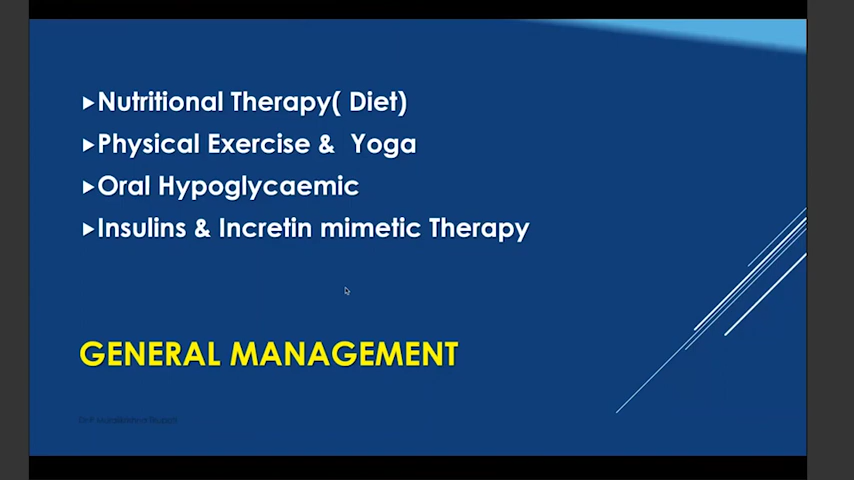 Nutritional Therapy( Diet)
Physical Exercise &  Yoga
Oral Hypoglycaemic
Insulins & Incretin mimetic Therapy
GENERAL MANAGEMENT